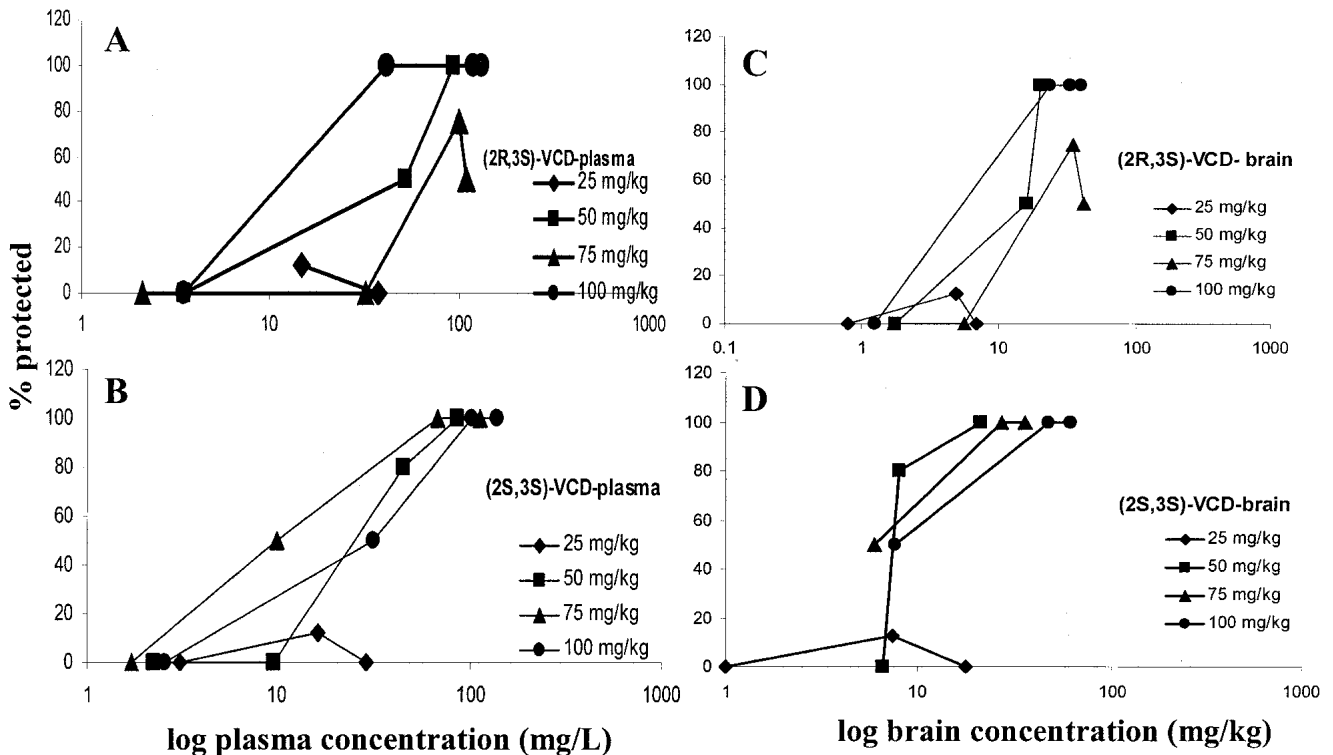 % protected
A
120
100
80
60
40
20
0
1
10
100
1000
(2R,3S)-VCD-plasma
25 mg/kg
50 mg/kg
75 mg/kg
100 mg/kg
B
120
100
80
60
40
20
0
1
10
100
1000
(2S,3S)-VCD-plasma
25 mg/kg
50 mg/kg
75 mg/kg
100 mg/kg
log plasma concentration (mg/L)
C
120
100
80
60
40
20
0
0.1
1
10
100
1000
(2R,3S)-VCD- brain
25 mg/kg
50 mg/kg
75 mg/kg
100 mg/kg
D
120
100
80
60
40
20
0
1
10
100
1000
(2S,3S)-VCD-brain
25 mg/kg
50 mg/kg
75 mg/kg
100 mg/kg
log brain concentration (mg/kg)